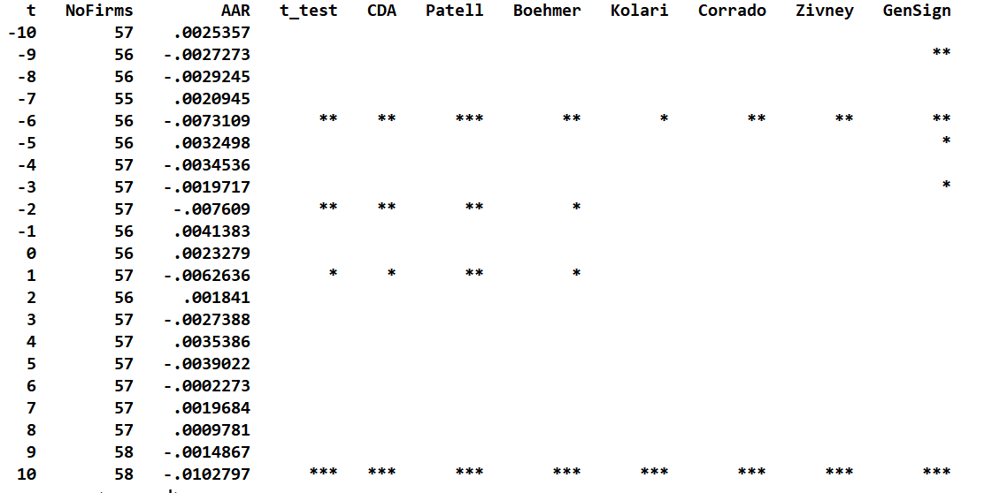 t NoFirms AAR t_test CDA Patell Boehmer Kolari Corrado Zivney GenSign
-10 57 .0025357
-9 56 -.0027273 **
-8 56 -.0029245
-7 55 .0020945
-6 56 -.0073109 ** ** *** ** * ** ** **
-5 56 .0032498 *
-4 57 -.0034536
-3 57 -.0019717 *
-2 57 -.007609 ** ** ** *
-1 56 .0041383
0 56 .0023279
1 57 -.0062636 * * ** *
2 56 .001841
3 57 -.0027388
4 57 .0035386
5 57 -.0039022
6 57 -.0002273
7 57 .0019684
8 57 .0009781
9 58 -.0014867
10 58 -.0102797 *** *** *** *** *** *** *** ***